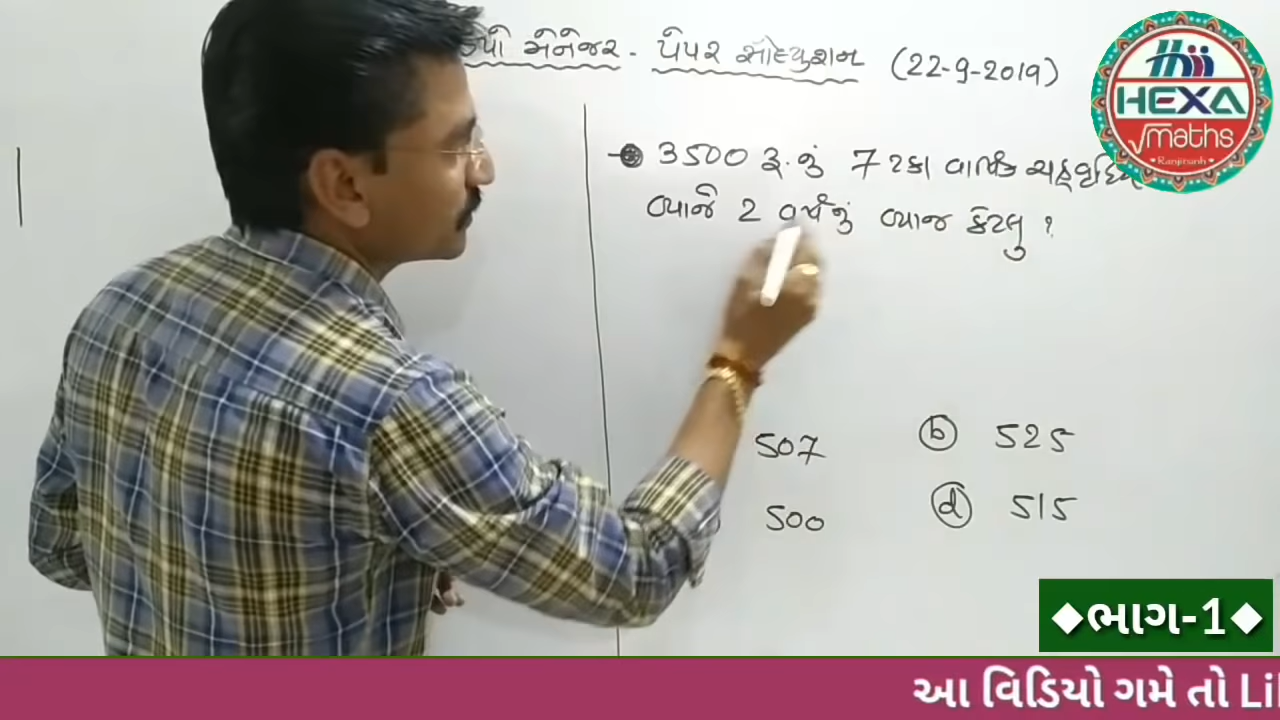 મેનેજર - પેપર સોલ્યુશન (22-9-2019)
HEXA
maths
Ranjitsinh
3500 રૂ. નું 7 ટકા વાર્ષિક ચક્રવૃદ્ધિ
વ્યાજે 2 વર્ષનું વ્યાજ કેટલુ ?
507 (b) 525
500 (d) 515
◆ભાગ-1◆
આ વિડિયો ગમે તો